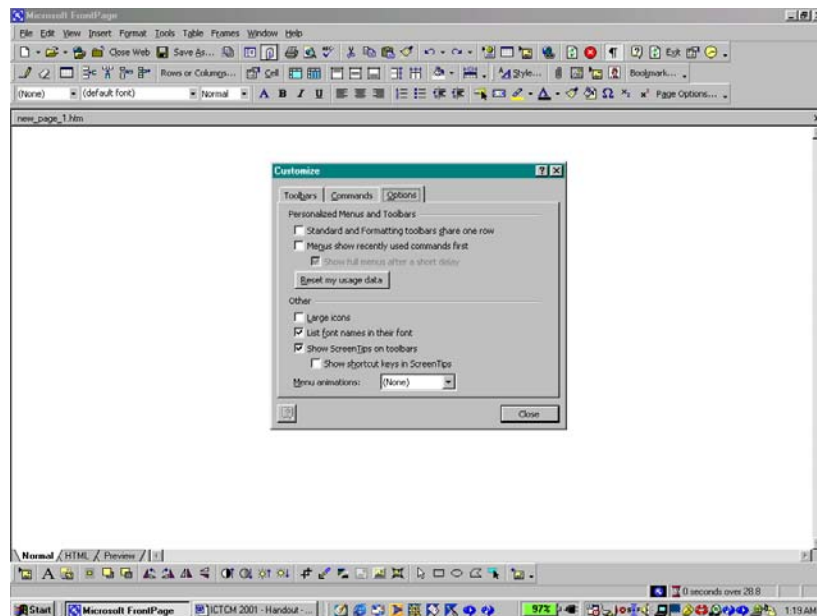 Microsoft FrontPage
File Edit View Insert Format Tools Table Frames Window Help
Close Web Save As... Exit
Rows or Columns... Cell Style... Bookmark...
(None) (default font) Normal A B I U Page Options...
new_page_1.htm
Customize
Toolbars Commands Options
Personalized Menus and Toolbars
Standard and Formatting toolbars share one row
Menus show recently used commands first
Show full menus after a short delay
Reset my usage data
Other
Large icons
List font names in their font
Show ScreenTips on toolbars
Show shortcut keys in ScreenTips
Menu animations: (None)
Close
Normal HTML Preview
0 seconds over 28.8
Start Microsoft FrontPage ICTCM 2001 - Handout -... 97% 1:19 AM